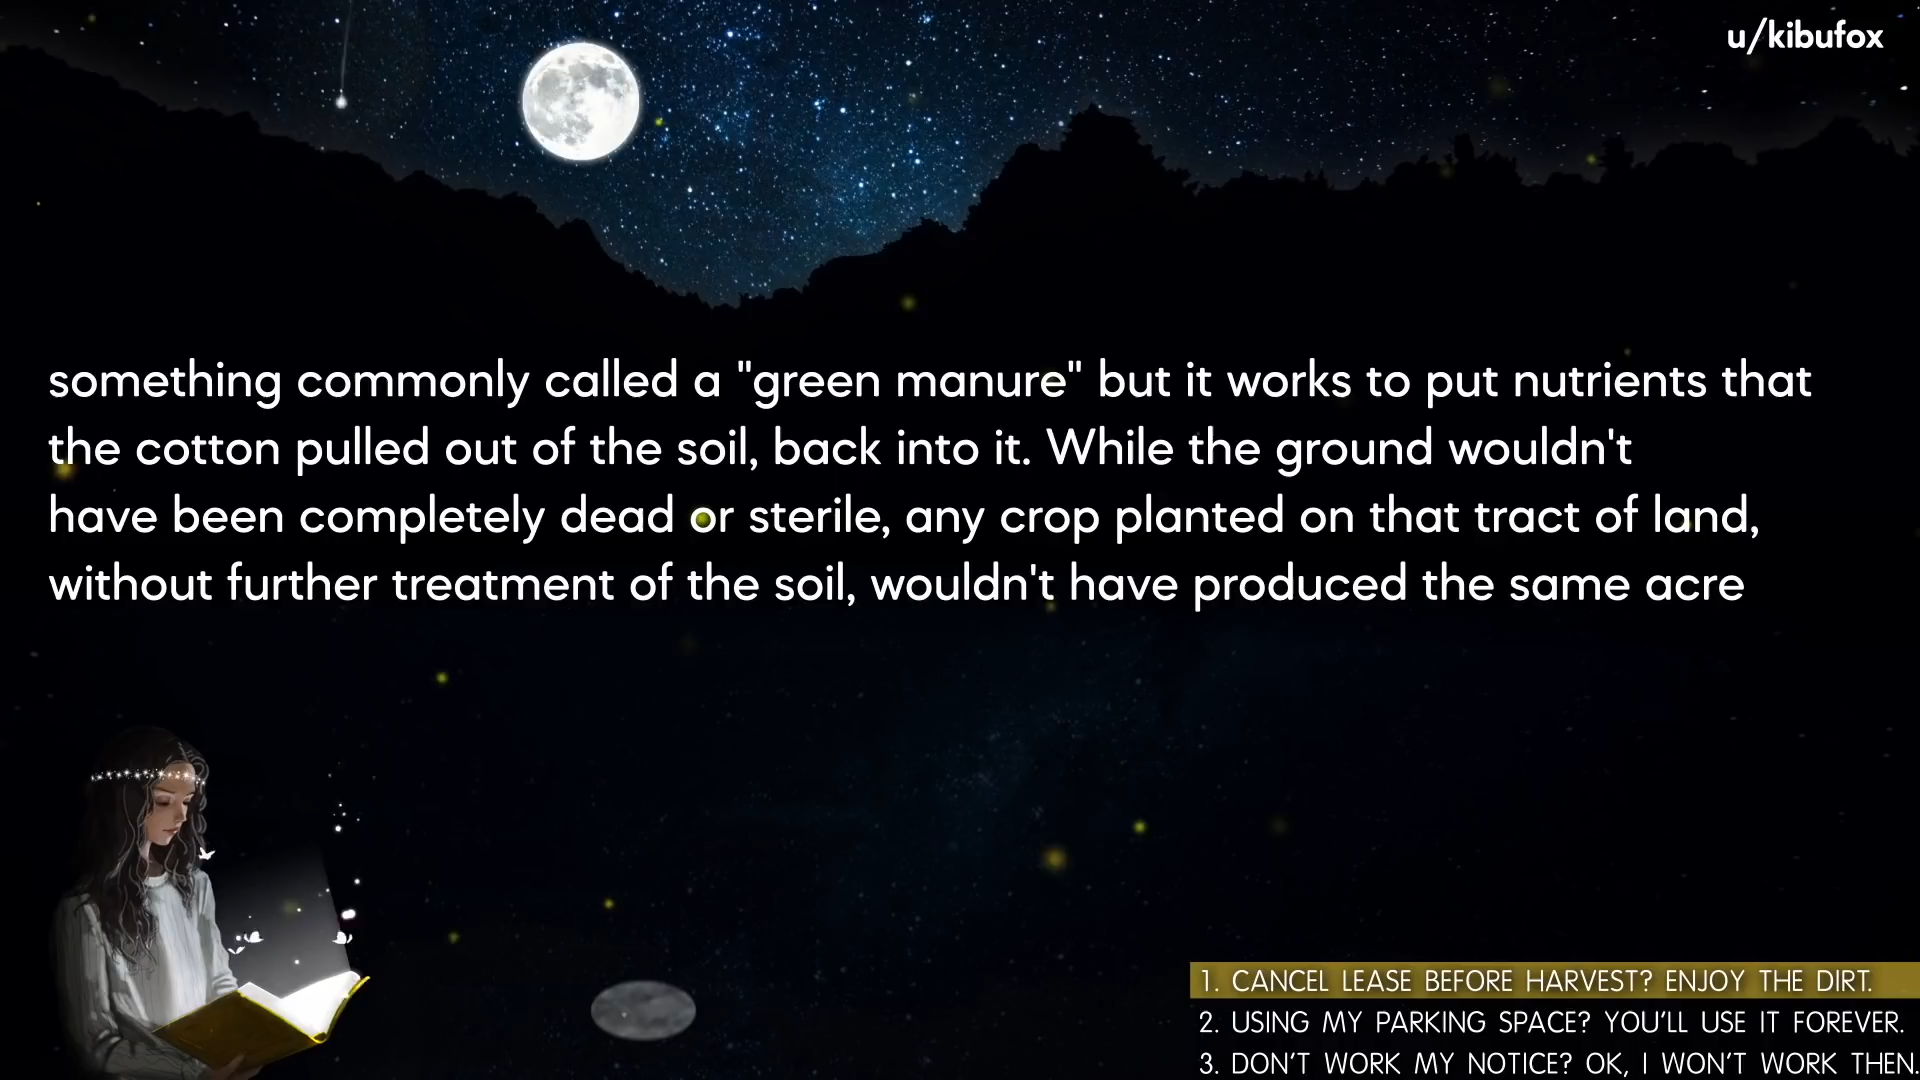 u/kibufox
something commonly called a "green manure" but it works to put nutrients that
the cotton pulled out of the soil, back into it. While the ground wouldn't
have been completely dead or sterile, any crop planted on that tract of land,
without further treatment of the soil, wouldn't have produced the same acre
1. CANCEL LEASE BEFORE HARVEST? ENJOY THE DIRT.
2. USING MY PARKING SPACE? YOU'LL USE IT FOREVER.
3. DON'T WORK MY NOTICE? OK, I WON'T WORK THEN.